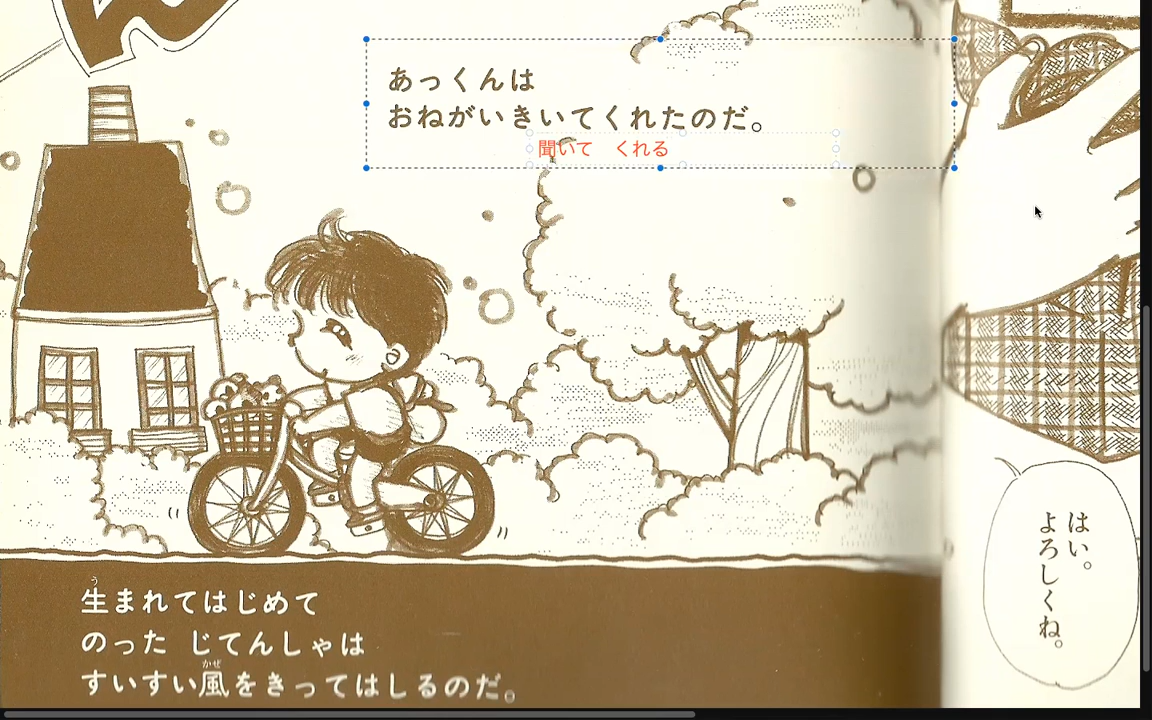 あっくんは
おねがいきいてくれたのだ。
聞いて　くれる
生まれてはじめて
のった じてんしゃは
すいすい風をきってはしるのだ。
はい。
よろしくね。